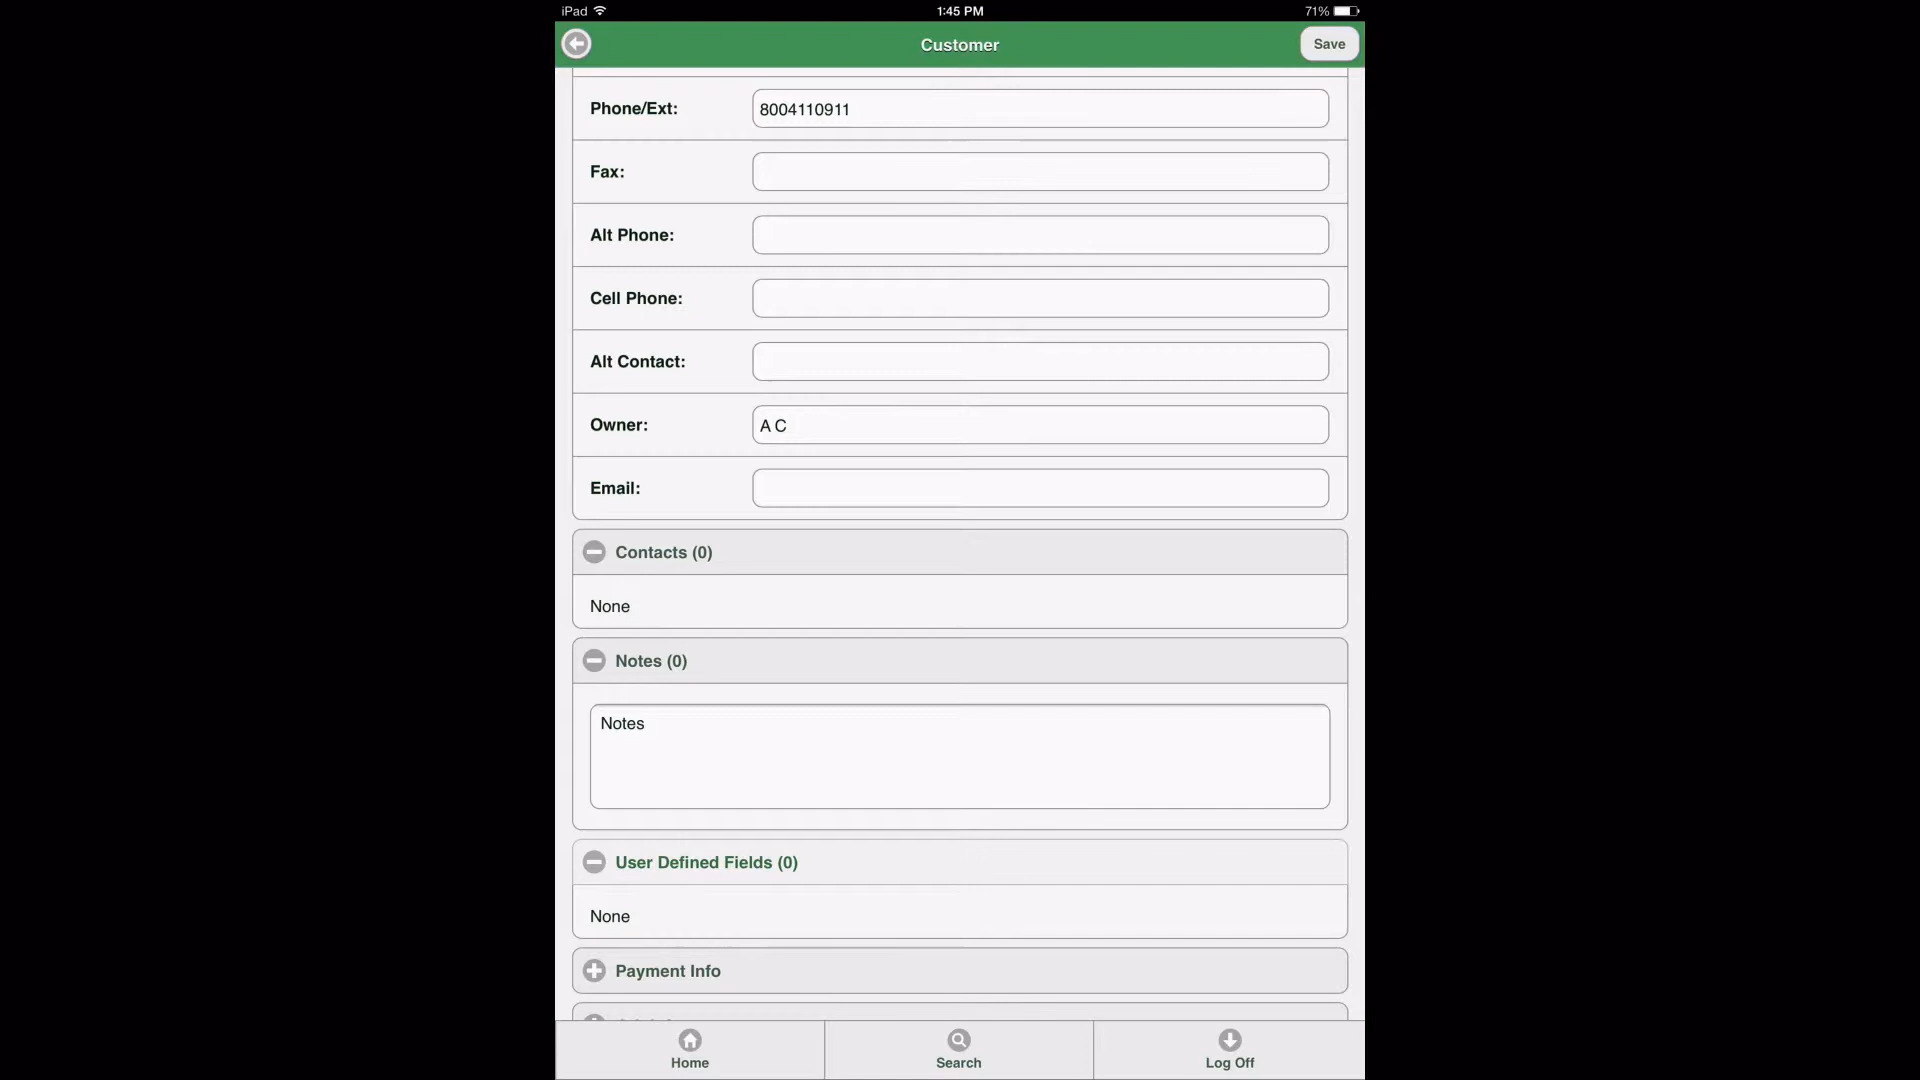 iPad 1:45 PM 71%
Customer Save
Phone/Ext: 8004110911
Fax:
Alt Phone:
Cell Phone:
Alt Contact:
Owner: A C
Email:
Contacts (0)
None
Notes (0)
Notes
User Defined Fields (0)
None
Payment Info
Home Search Log Off